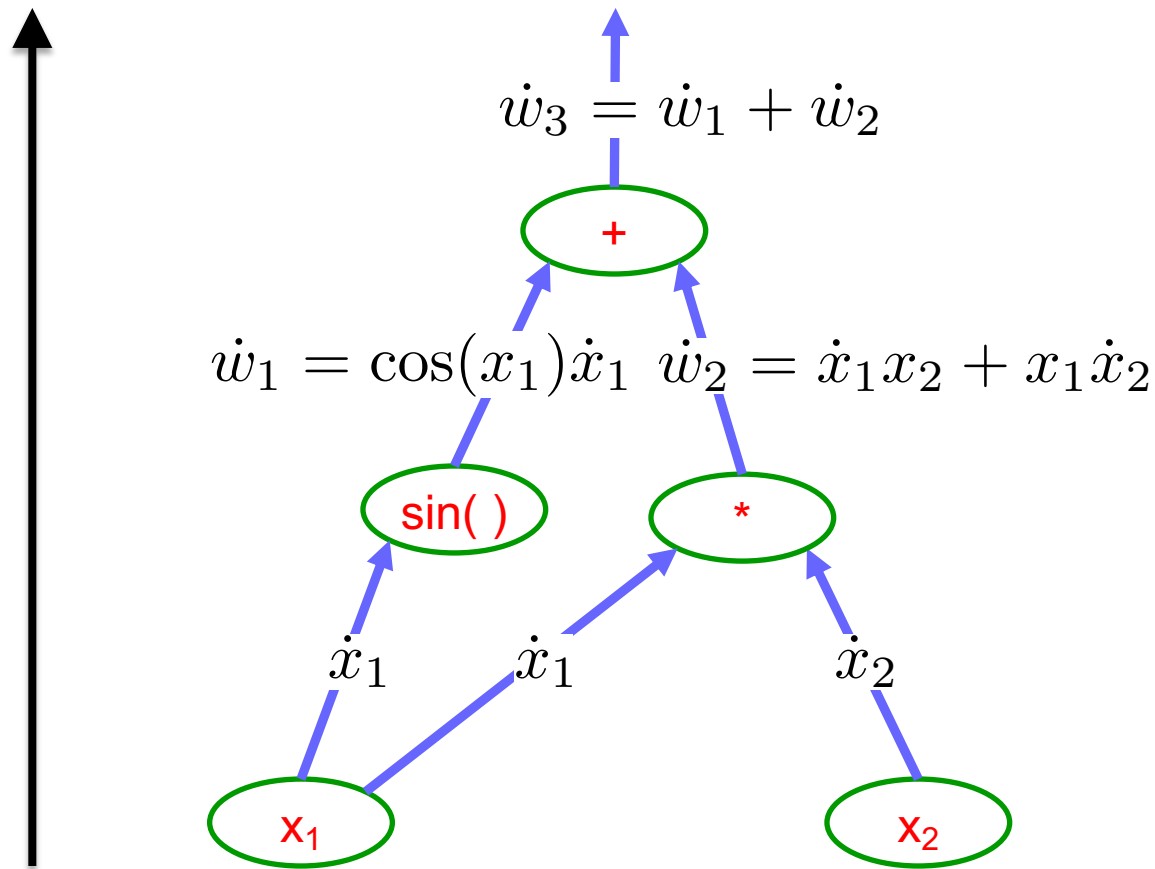 ẇ₃ = ẇ₁ + ẇ₂
+
ẇ₁ = cos(x₁)ẋ₁ ẇ₂ = ẋ₁x₂ + x₁ẋ₂
sin( ) *
ẋ₁ ẋ₁ ẋ₂
x₁ x₂